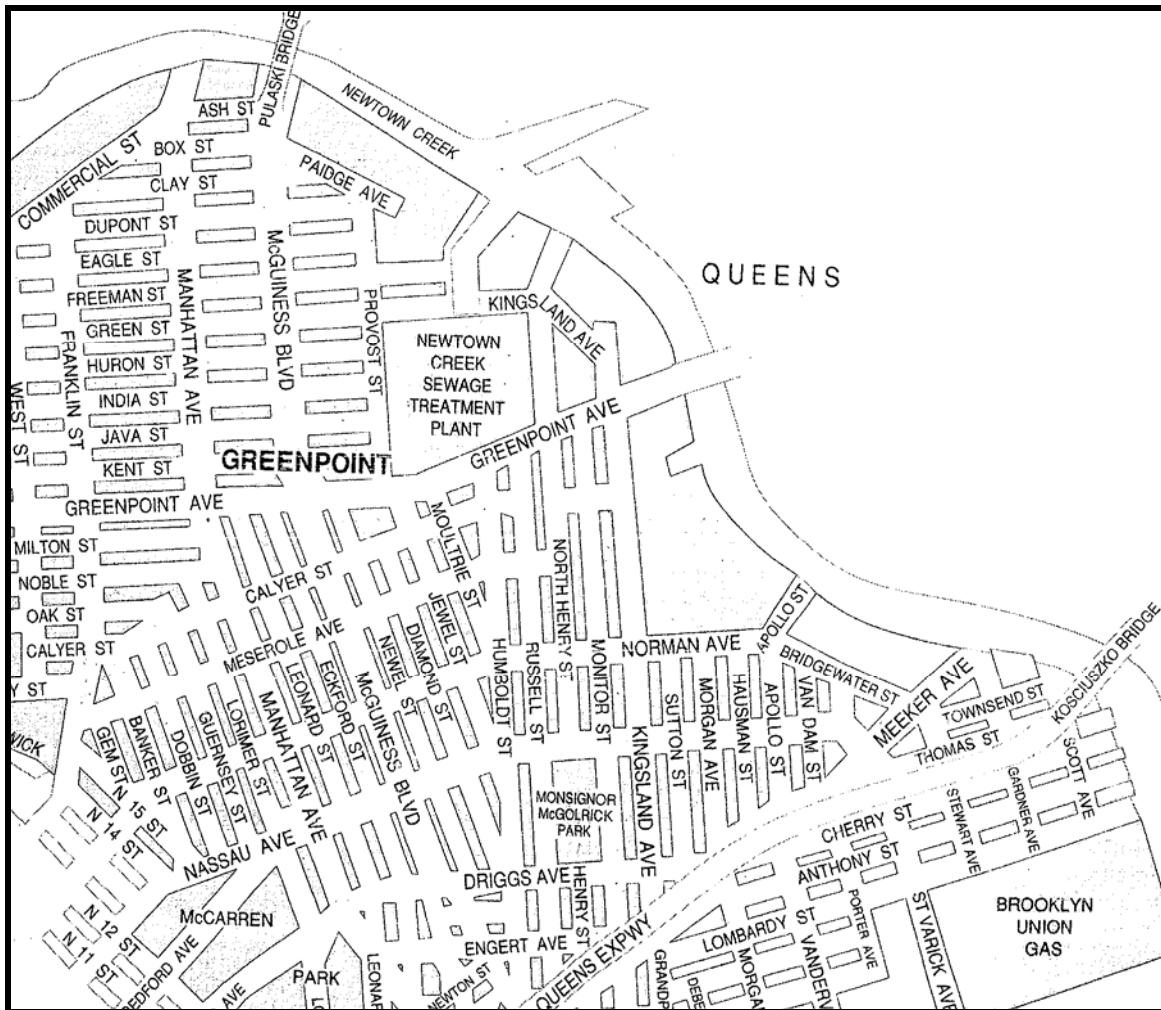 PULASKI BRIDGE
ASH ST
NEWTOWN CREEK
BOX ST
COMMERCIAL ST
CLAY ST
PAIDGE AVE
DUPONT ST
EAGLE ST
McGUINESS BLVD
MANHATTAN AVE
QUEENS
FREEMAN ST
PROVOST ST
KINGSLAND AVE
GREEN ST
FRANKLIN ST
HURON ST
NEWTOWN
CREEK
SEWAGE
TREATMENT
PLANT
WEST ST
INDIA ST
JAVA ST
GREENPOINT AVE
KENT ST
GREENPOINT
GREENPOINT AVE
MOULTRIE ST
MILTON ST
CALYER ST
NORTH HENRY ST
NOBLE ST
JEWEL ST
APOLLO ST
OAK ST
MESEROLE AVE
DIAMOND ST
NORMAN AVE
KOSCIUSZKO BRIDGE
CALYER ST
NEWEL ST
HUMBOLDT ST
RUSSELL ST
MONITOR ST
BRIDGEWATER ST
MEEKER AVE
Y ST
LEONARD ST
ECKFORD ST
McGUINESS BLVD
SUTTON ST
MORGAN AVE
HAUSMAN ST
APOLLO ST
VAN DAM ST
TOWNSEND ST
WICK
GEM ST
BANKER ST
DOBBIN ST
GUERNSEY ST
LORIMER ST
MANHATTAN AVE
KINGSLAND AVE
THOMAS ST
SCOTT AVE
N 15 ST
N 14 ST
MONSIGNOR
McGOLRICK
PARK
STEWART AVE
GARDNER AVE
NASSAU AVE
CHERRY ST
DRIGGS AVE
HENRY ST
ANTHONY ST
McCARREN
PARK
N 12 ST
N 11 ST
BEDFORD AVE
AVE
LOMBARDY ST
PORTER AVE
ST VARICK AVE
BROOKLYN
UNION
GAS
ENGERT AVE
QUEENS EXPWY
LEONAR
NEWTON ST
GRANDP
DEBE
MORGA
VANDERV
LO